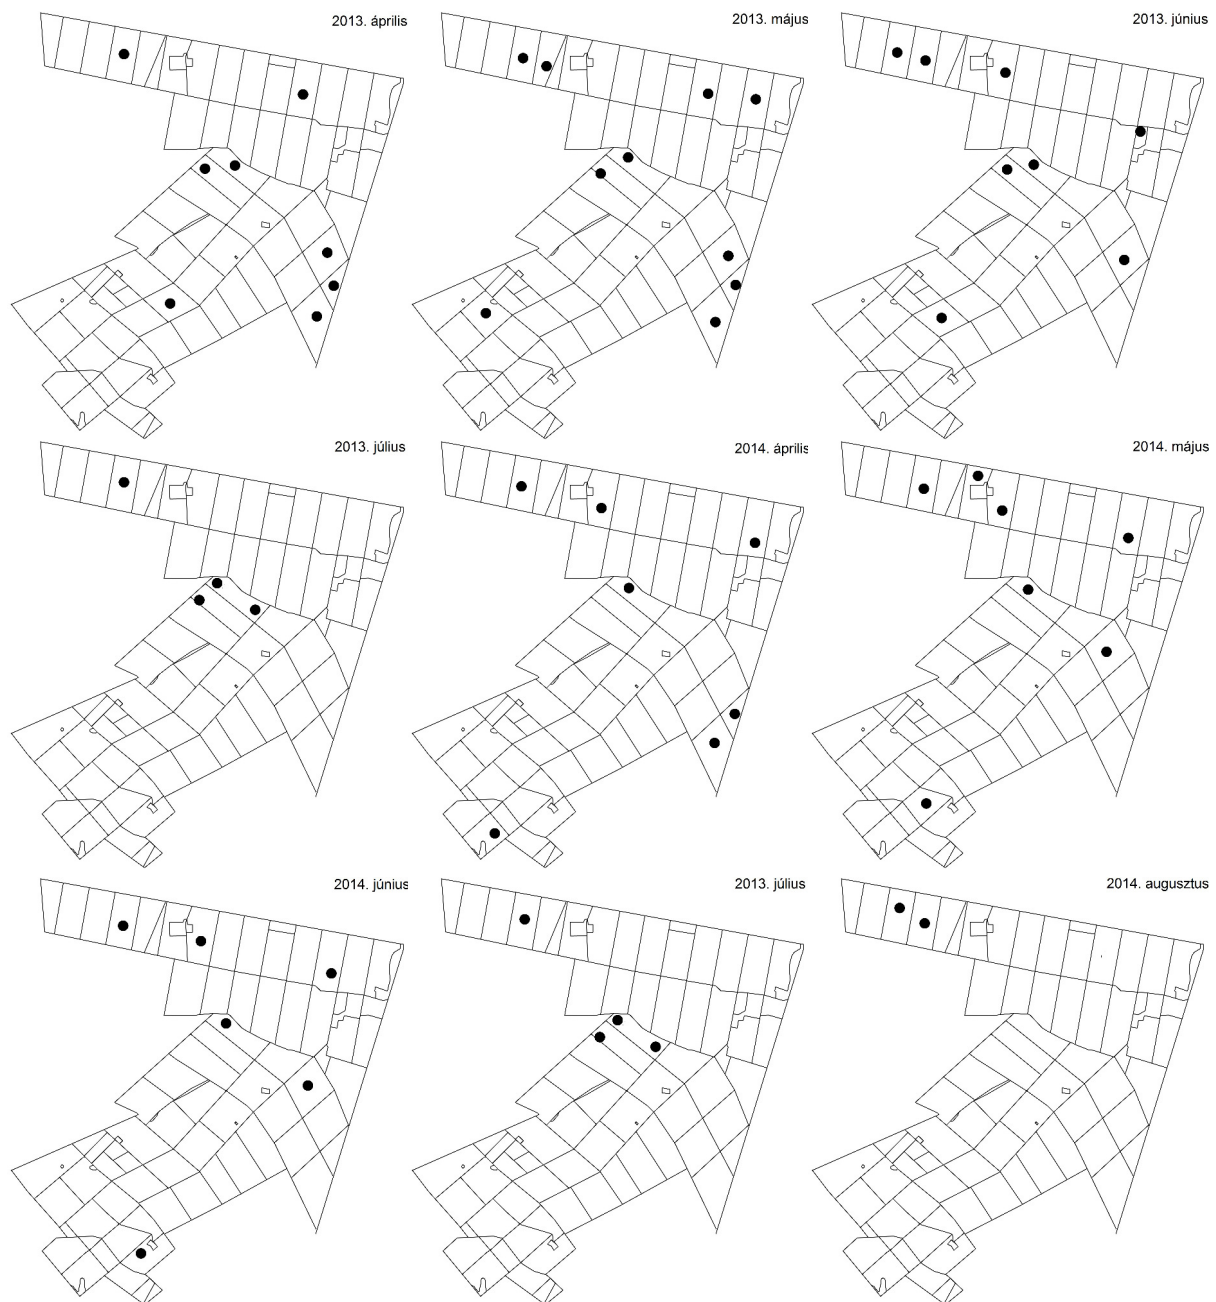 2013. április
2013. május
2013. június
2013. július
2014. április
2014. május
2014. június
2013. július
2014. augusztus